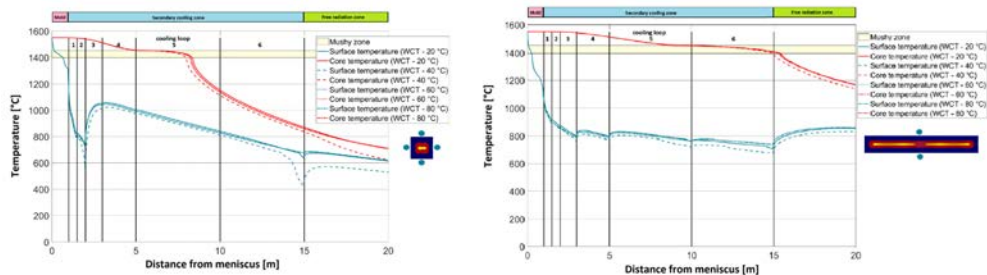 Mold
Secondary cooling zone
Free radiation zone
cooling loop
1
2
3
4
5
6
Temperature [°C]
1600
1400
1200
1000
800
600
400
200
0
0
5
10
15
20
Distance from meniscus [m]
Mushy zone
Surface temperature (WCT - 20 °C)
Core temperature (WCT - 20 °C)
Surface temperature (WCT - 40 °C)
Core temperature (WCT - 40 °C)
Surface temperature (WCT - 60 °C)
Core temperature (WCT - 60 °C)
Surface temperature (WCT - 80 °C)
Core temperature (WCT - 80 °C)
Mold
Secondary cooling zone
Free radiation zone
cooling loop
1
2
3
4
5
6
Temperature [°C]
1600
1400
1200
1000
800
600
400
200
0
0
5
10
15
20
Distance from meniscus [m]
Mushy zone
Surface temperature (WCT - 20 °C)
Core temperature (WCT - 20 °C)
Surface temperature (WCT - 40 °C)
Core temperature (WCT - 40 °C)
Surface temperature (WCT - 60 °C)
Core temperature (WCT - 60 °C)
Surface temperature (WCT - 80 °C)
Core temperature (WCT - 80 °C)